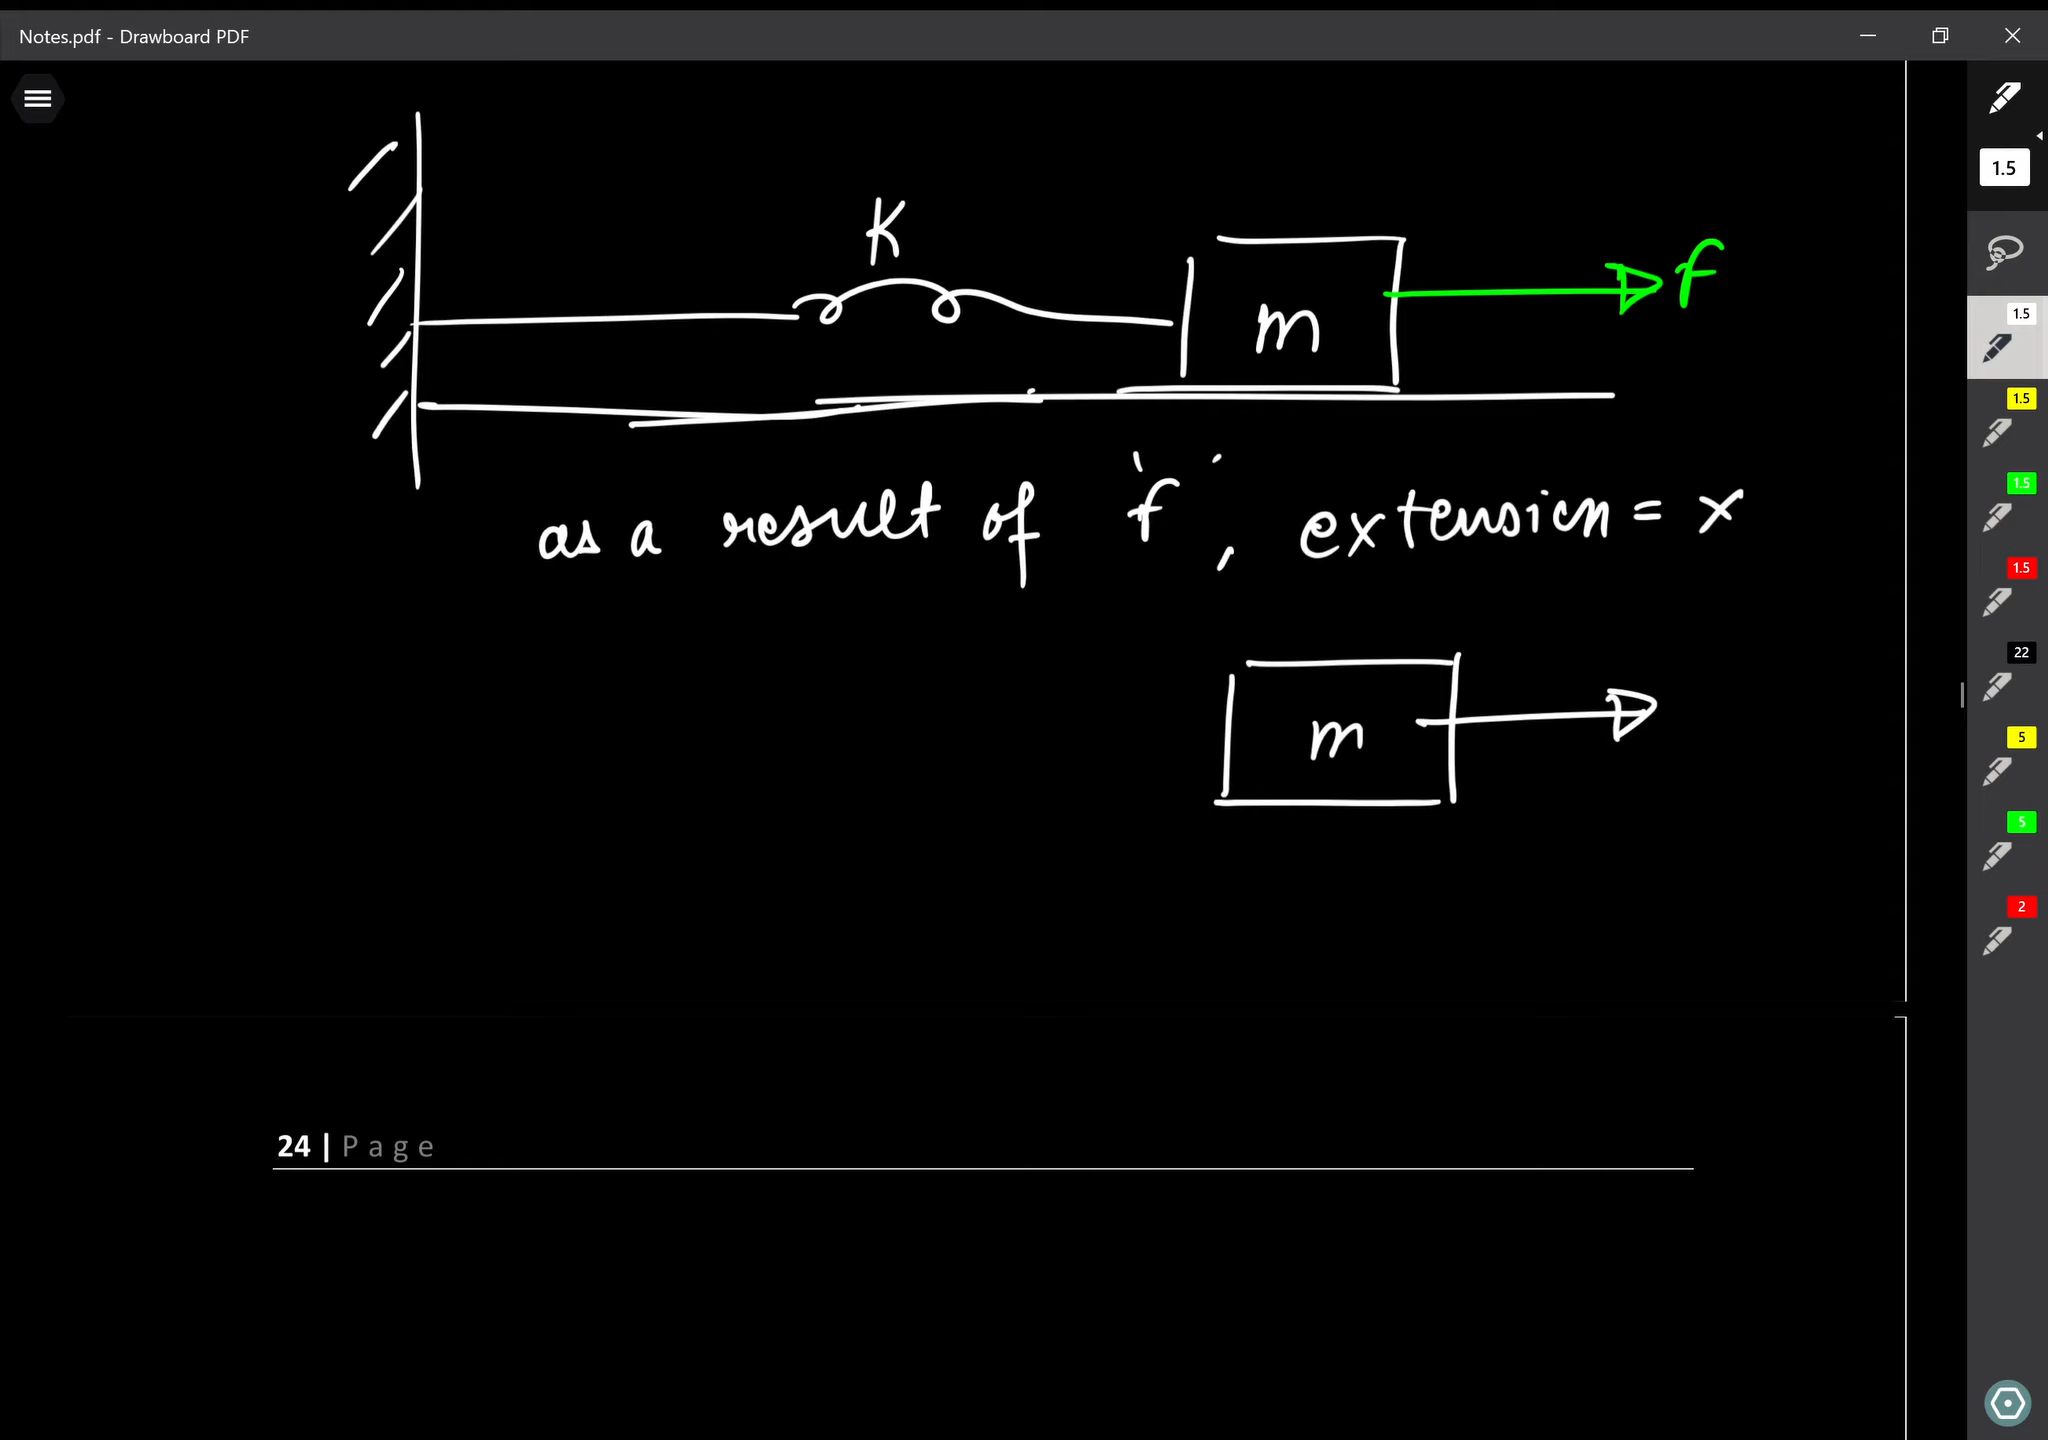 Notes.pdf - Drawboard PDF
1.5
K
f
m
1.5
1.5
1.5
as a result of 'f', extension = x
1.5
22
m
5
5
2
24 | Page